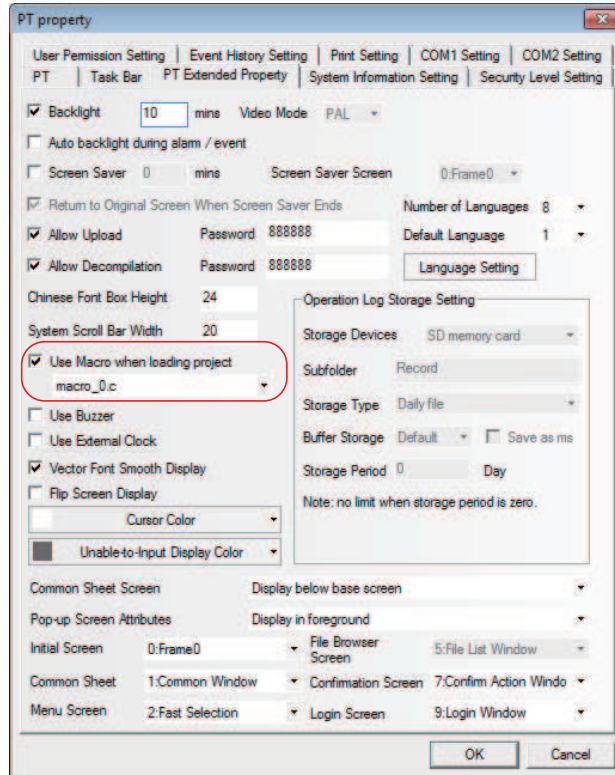 PT property
User Permission Setting Event History Setting Print Setting COM1 Setting COM2 Setting
PT Task Bar PT Extended Property System Information Setting Security Level Setting
Backlight 10 mins Video Mode PAL
Auto backlight during alarm / event
Screen Saver 0 mins Screen Saver Screen 0:Frame0
Return to Original Screen When Screen Saver Ends Number of Languages 8
Allow Upload Password 888888 Default Language 1
Allow Decompilation Password 888888 Language Setting
Chinese Font Box Height 24 Operation Log Storage Setting
System Scroll Bar Width 20 Storage Devices SD memory card
Use Macro when loading project Subfolder Record
macro_0.c Storage Type Daily file
Use Buzzer Buffer Storage Default Save as ms
Use External Clock
Vector Font Smooth Display Storage Period 0 Day
Flip Screen Display Note: no limit when storage period is zero.
Cursor Color
Unable-to-Input Display Color
Common Sheet Screen Display below base screen
Pop-up Screen Attributes Display in foreground
Initial Screen 0:Frame0 File Browser Screen 5:File List Window
Common Sheet 1:Common Window Confirmation Screen 7:Confirm Action Windo
Menu Screen 2:Fast Selection Login Screen 9:Login Window
OK Cancel